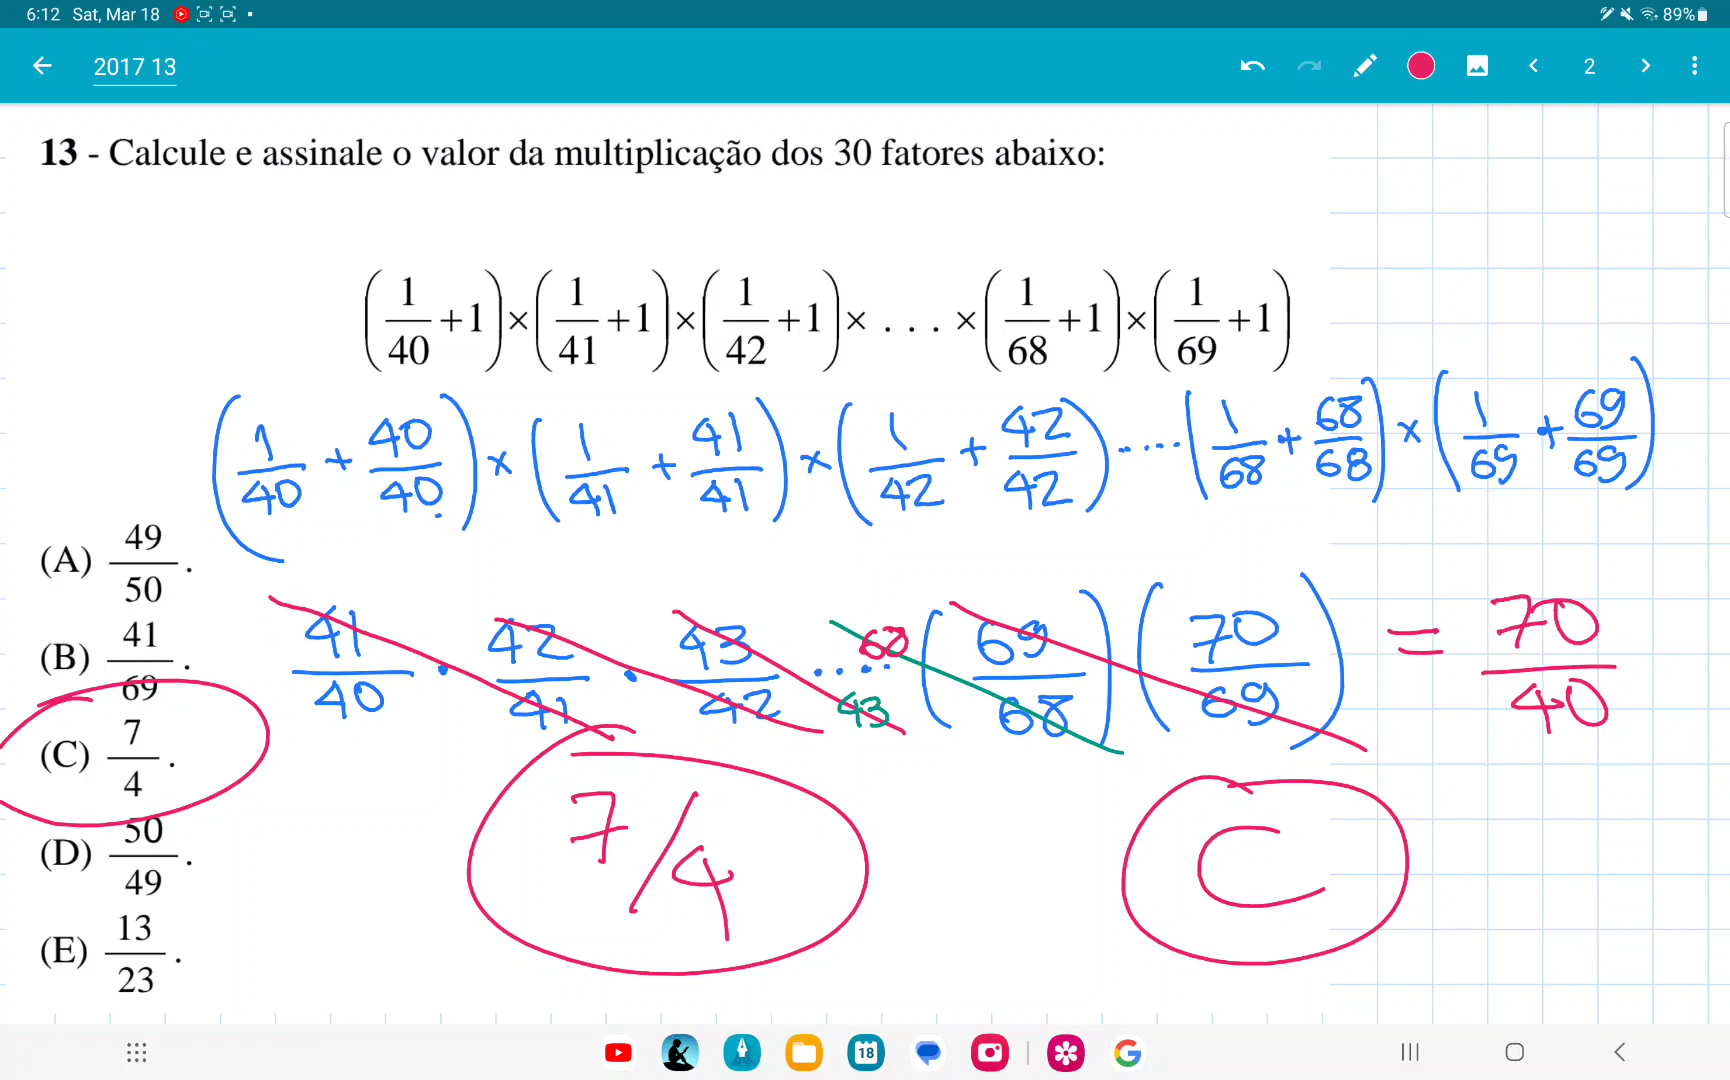 6:12 Sat, Mar 18 • 89%
2017 13 2
13 - Calcule e assinale o valor da multiplicação dos 30 fatores abaixo:
(1/40 +1)×(1/41 +1)×(1/42 +1)× . . . ×(1/68 +1)×(1/69 +1)
(1/40 + 40/40) × (1/41 + 41/41) × (1/42 + 42/42) ..... (1/68 + 68/68) × (1/69 + 69/69)
(A) 49/50 .
41/40 . 42/41 . 43/42 .... 68/43 (69/68) (70/69) = 70/40
(B) 41/69 .
(C) 7/4 .
7/4 C
(D) 50/49 .
(E) 13/23 .
18